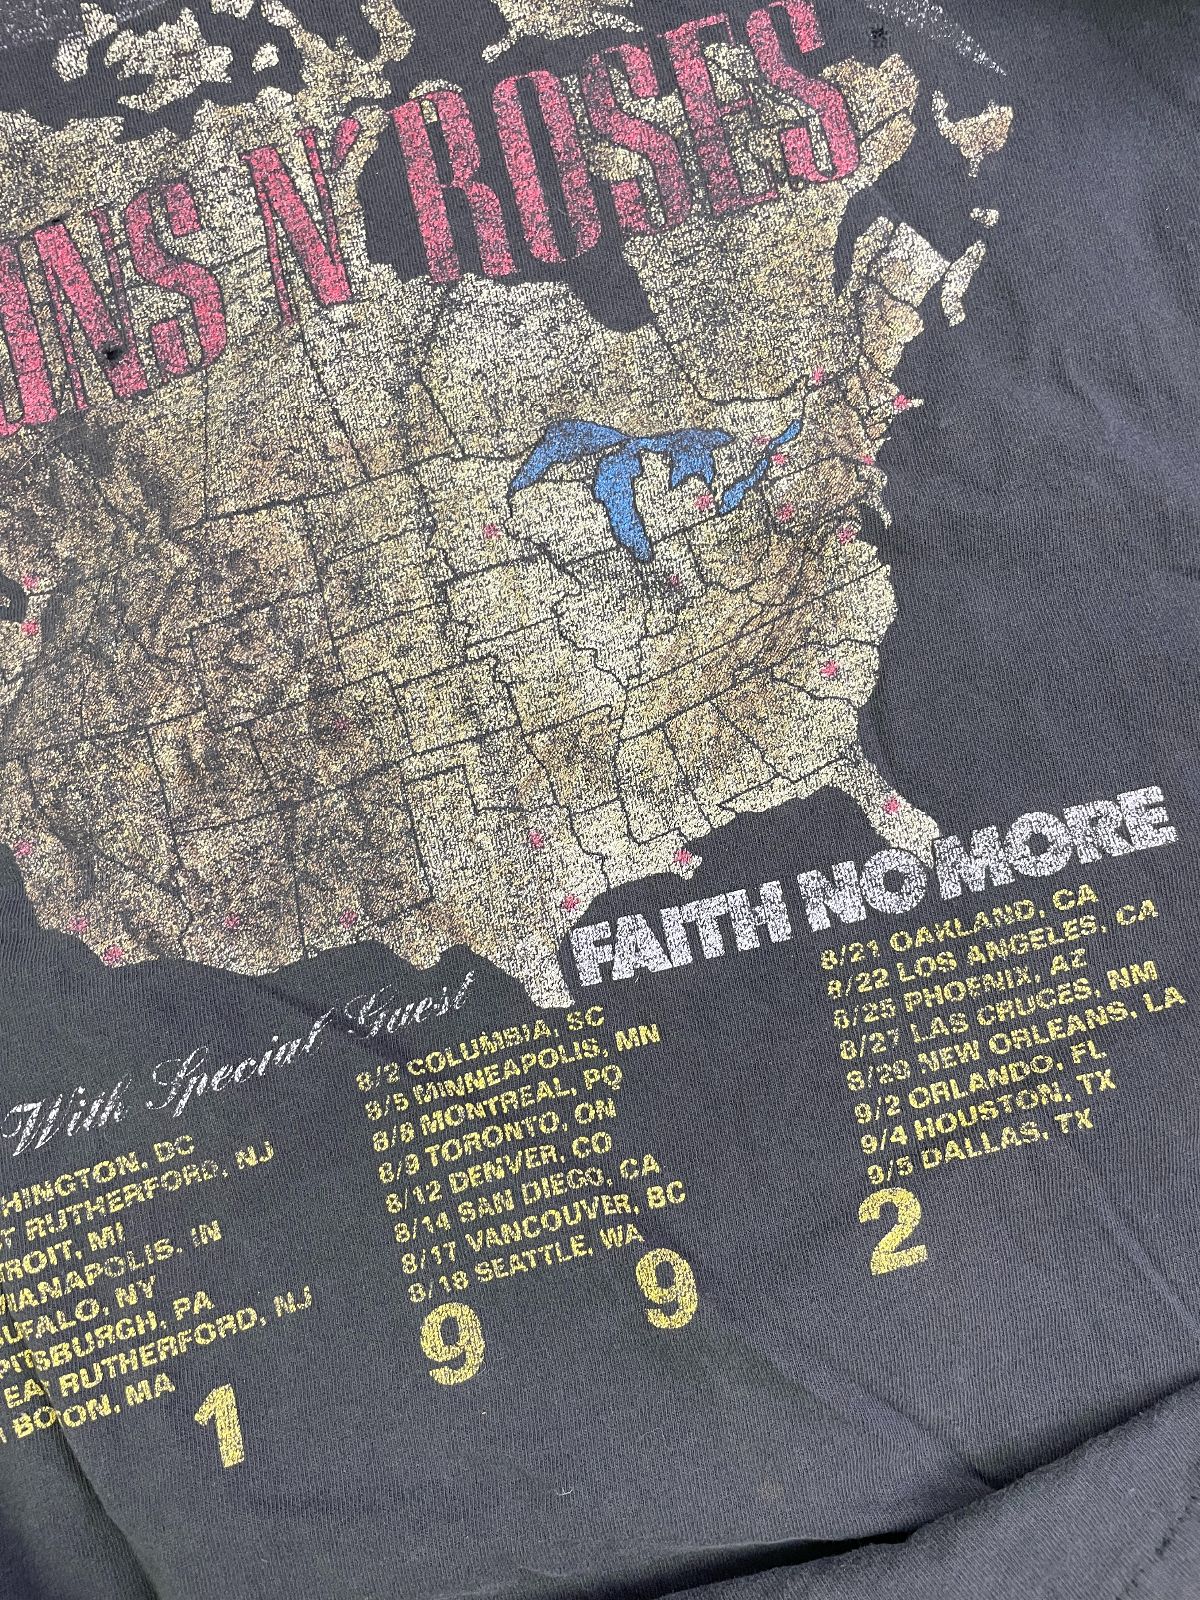 UNS N' ROSES
With Special Guest FAITH NO MORE
HINGTON, DC
RUTHERFORD, NJ
ROIT, MI
IANAPOLIS, IN
UFALO, NY
PITSBURGH, PA
EA RUTHERFORD, NJ
BO ON, MA
8/2 COLUMBIA, SC
8/5 MINNEAPOLIS, MN
8/8 MONTREAL, PQ
8/9 TORONTO, ON
8/12 DENVER, CO
8/14 SAN DIEGO, CA
8/17 VANCOUVER, BC
8/18 SEATTLE, WA
8/21 OAKLAND, CA
8/22 LOS ANGELES, CA
8/25 PHOENIX, AZ
8/27 LAS CRUCES, NM
NEW ORLEANS, LA
9/2 ORLANDO, FL
9/4 HOUSTON, TX
9/5 DALLAS, TX
1 9 9 2